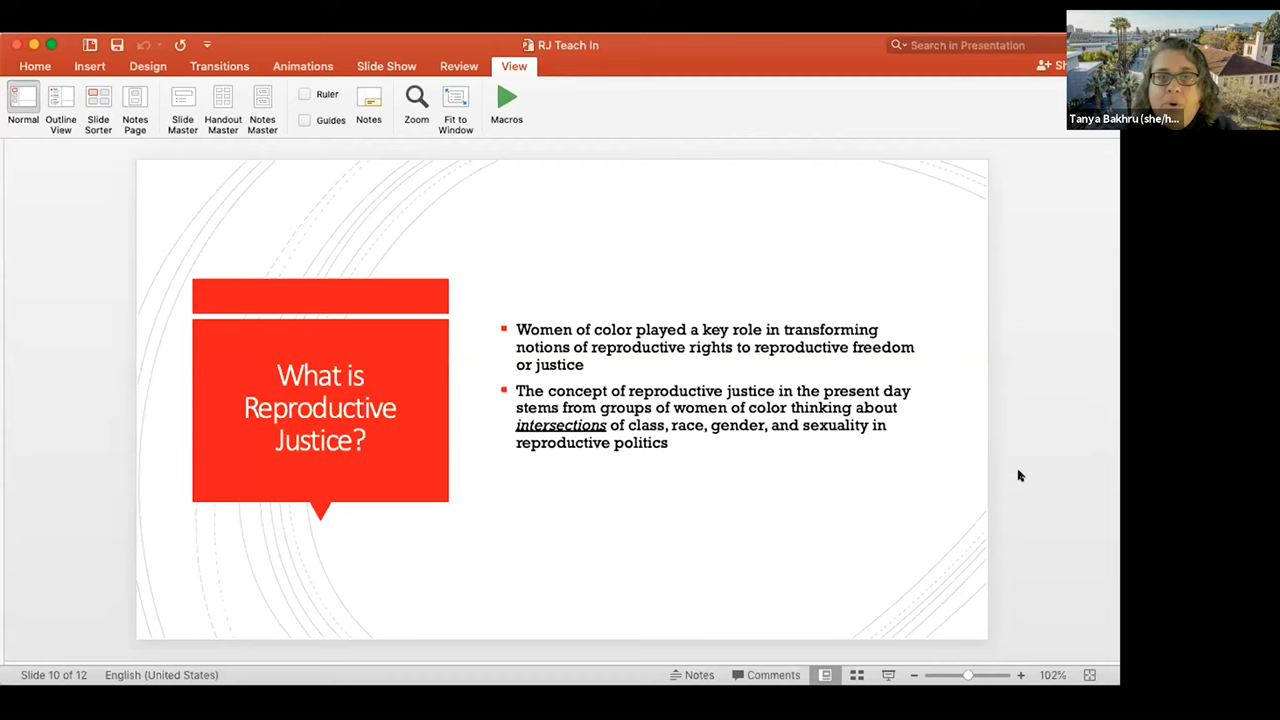 RJ Teach In
Search in Presentation
Home Insert Design Transitions Animations Slide Show Review View
Sh
Tanya Bakhru (she/h...
Normal
Outline View
Slide Sorter
Notes Page
Slide Master
Handout Master
Notes Master
Ruler
Guides
Notes
Zoom
Fit to Window
Macros
What is
Reproductive
Justice?
Women of color played a key role in transforming
notions of reproductive rights to reproductive freedom
or justice
The concept of reproductive justice in the present day
stems from groups of women of color thinking about
intersections of class, race, gender, and sexuality in
reproductive politics
Slide 10 of 12 English (United States) Notes Comments 102%